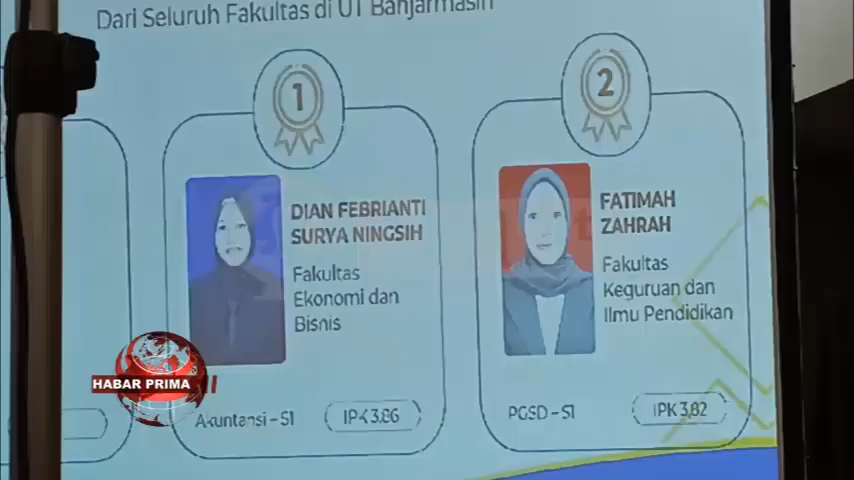 Dari Seluruh Fakultas di UT Banjarmasin
1
DIAN FEBRIANTI
SURYA NINGSIH
Fakultas
Ekonomi dan
Bisnis
Akuntansi - S1
IPK 3,86
2
FATIMAH
ZAHRAH
Fakultas
Keguruan dan
Ilmu Pendidikan
PGSD - S1
IPK 3,82
HABAR PRIMA